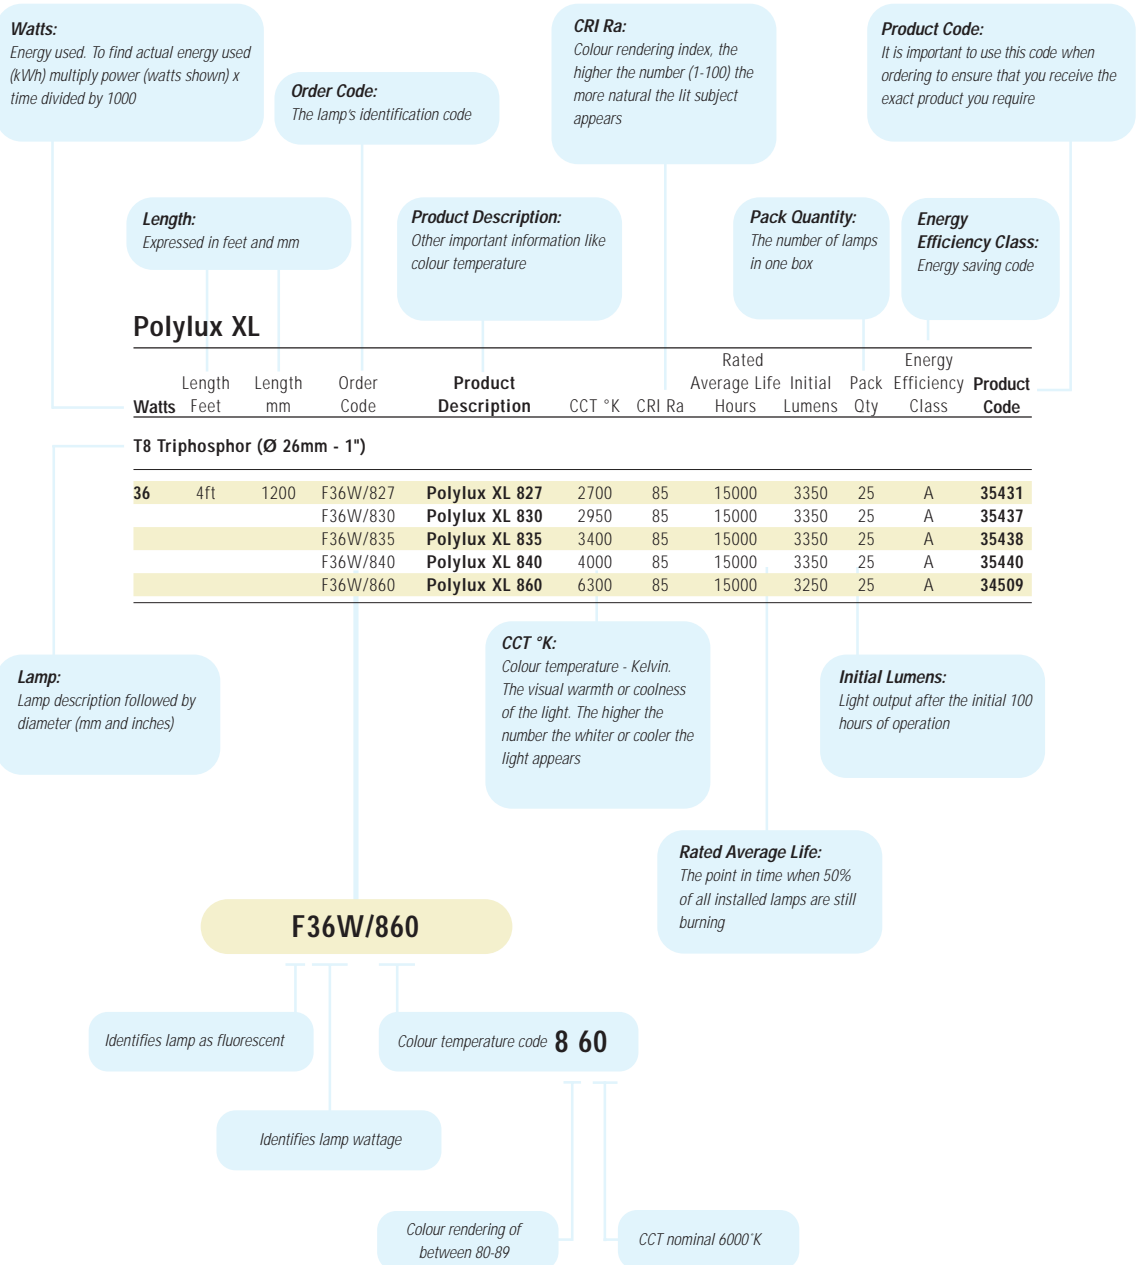 Watts:
Energy used. To find actual energy used
(kWh) multiply power (watts shown) x
time divided by 1000
Order Code:
The lamp's identification code
CRI Ra:
Colour rendering index, the
higher the number (1-100) the
more natural the lit subject
appears
Product Code:
It is important to use this code when
ordering to ensure that you receive the
exact product you require
Length:
Expressed in feet and mm
Product Description:
Other important information like
colour temperature
Pack Quantity:
The number of lamps
in one box
Energy
Efficiency Class:
Energy saving code
Polylux XL
Rated Energy
Length Length Order Product Average Life Initial Pack Efficiency Product
Watts Feet mm Code Description CCT °K CRI Ra Hours Lumens Qty Class Code
T8 Triphosphor (Ø 26mm - 1")
36 4ft 1200 F36W/827 Polylux XL 827 2700 85 15000 3350 25 A 35431
F36W/830 Polylux XL 830 2950 85 15000 3350 25 A 35437
F36W/835 Polylux XL 835 3400 85 15000 3350 25 A 35438
F36W/840 Polylux XL 840 4000 85 15000 3350 25 A 35440
F36W/860 Polylux XL 860 6300 85 15000 3250 25 A 34509
Lamp:
Lamp description followed by
diameter (mm and inches)
CCT °K:
Colour temperature - Kelvin.
The visual warmth or coolness
of the light. The higher the
number the whiter or cooler the
light appears
Initial Lumens:
Light output after the initial 100
hours of operation
Rated Average Life:
The point in time when 50%
of all installed lamps are still
burning
F36W/860
Identifies lamp as fluorescent
Colour temperature code 8 60
Identifies lamp wattage
Colour rendering of
between 80-89
CCT nominal 6000°K